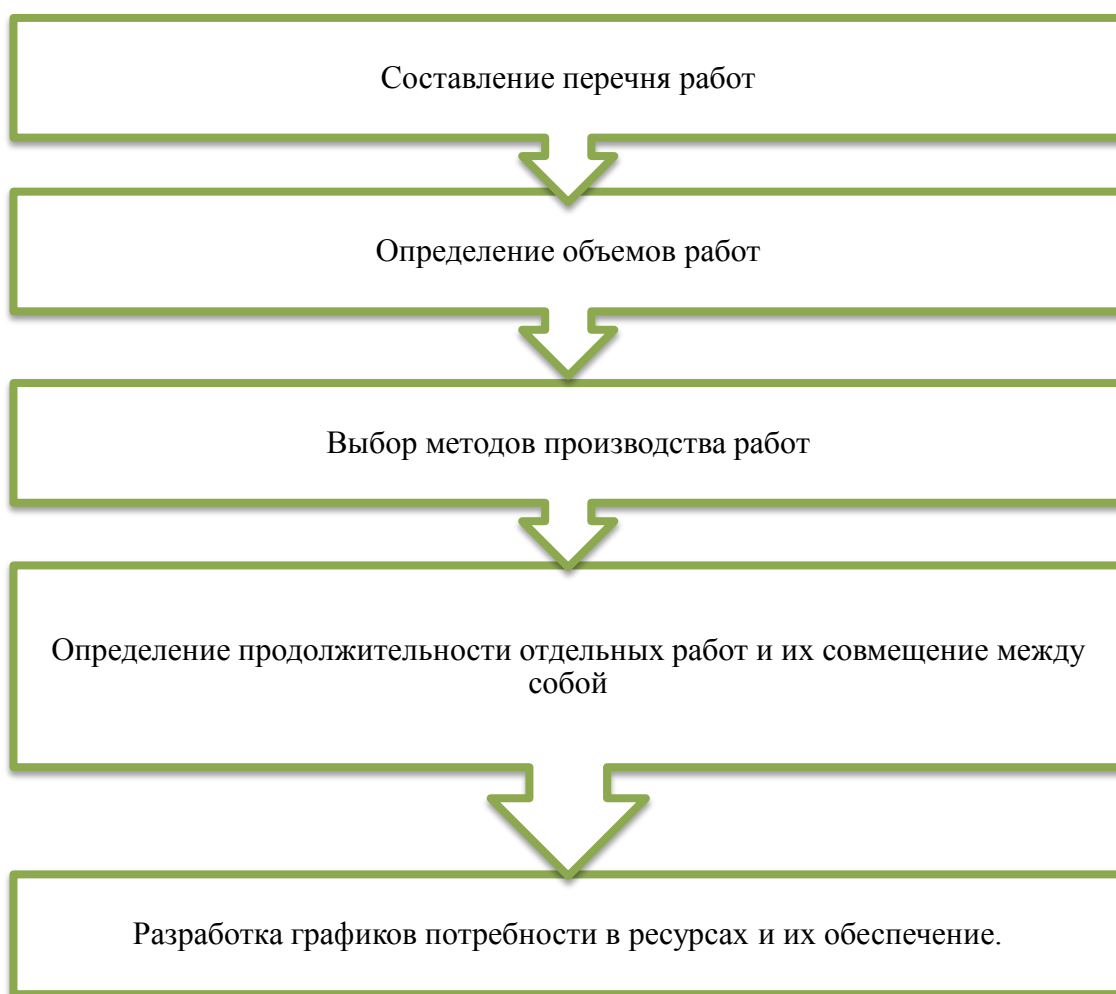 Составление перечня работ
Определение объемов работ
Выбор методов производства работ
Определение продолжительности отдельных работ и их совмещение между
собой
Разработка графиков потребности в ресурсах и их обеспечение.